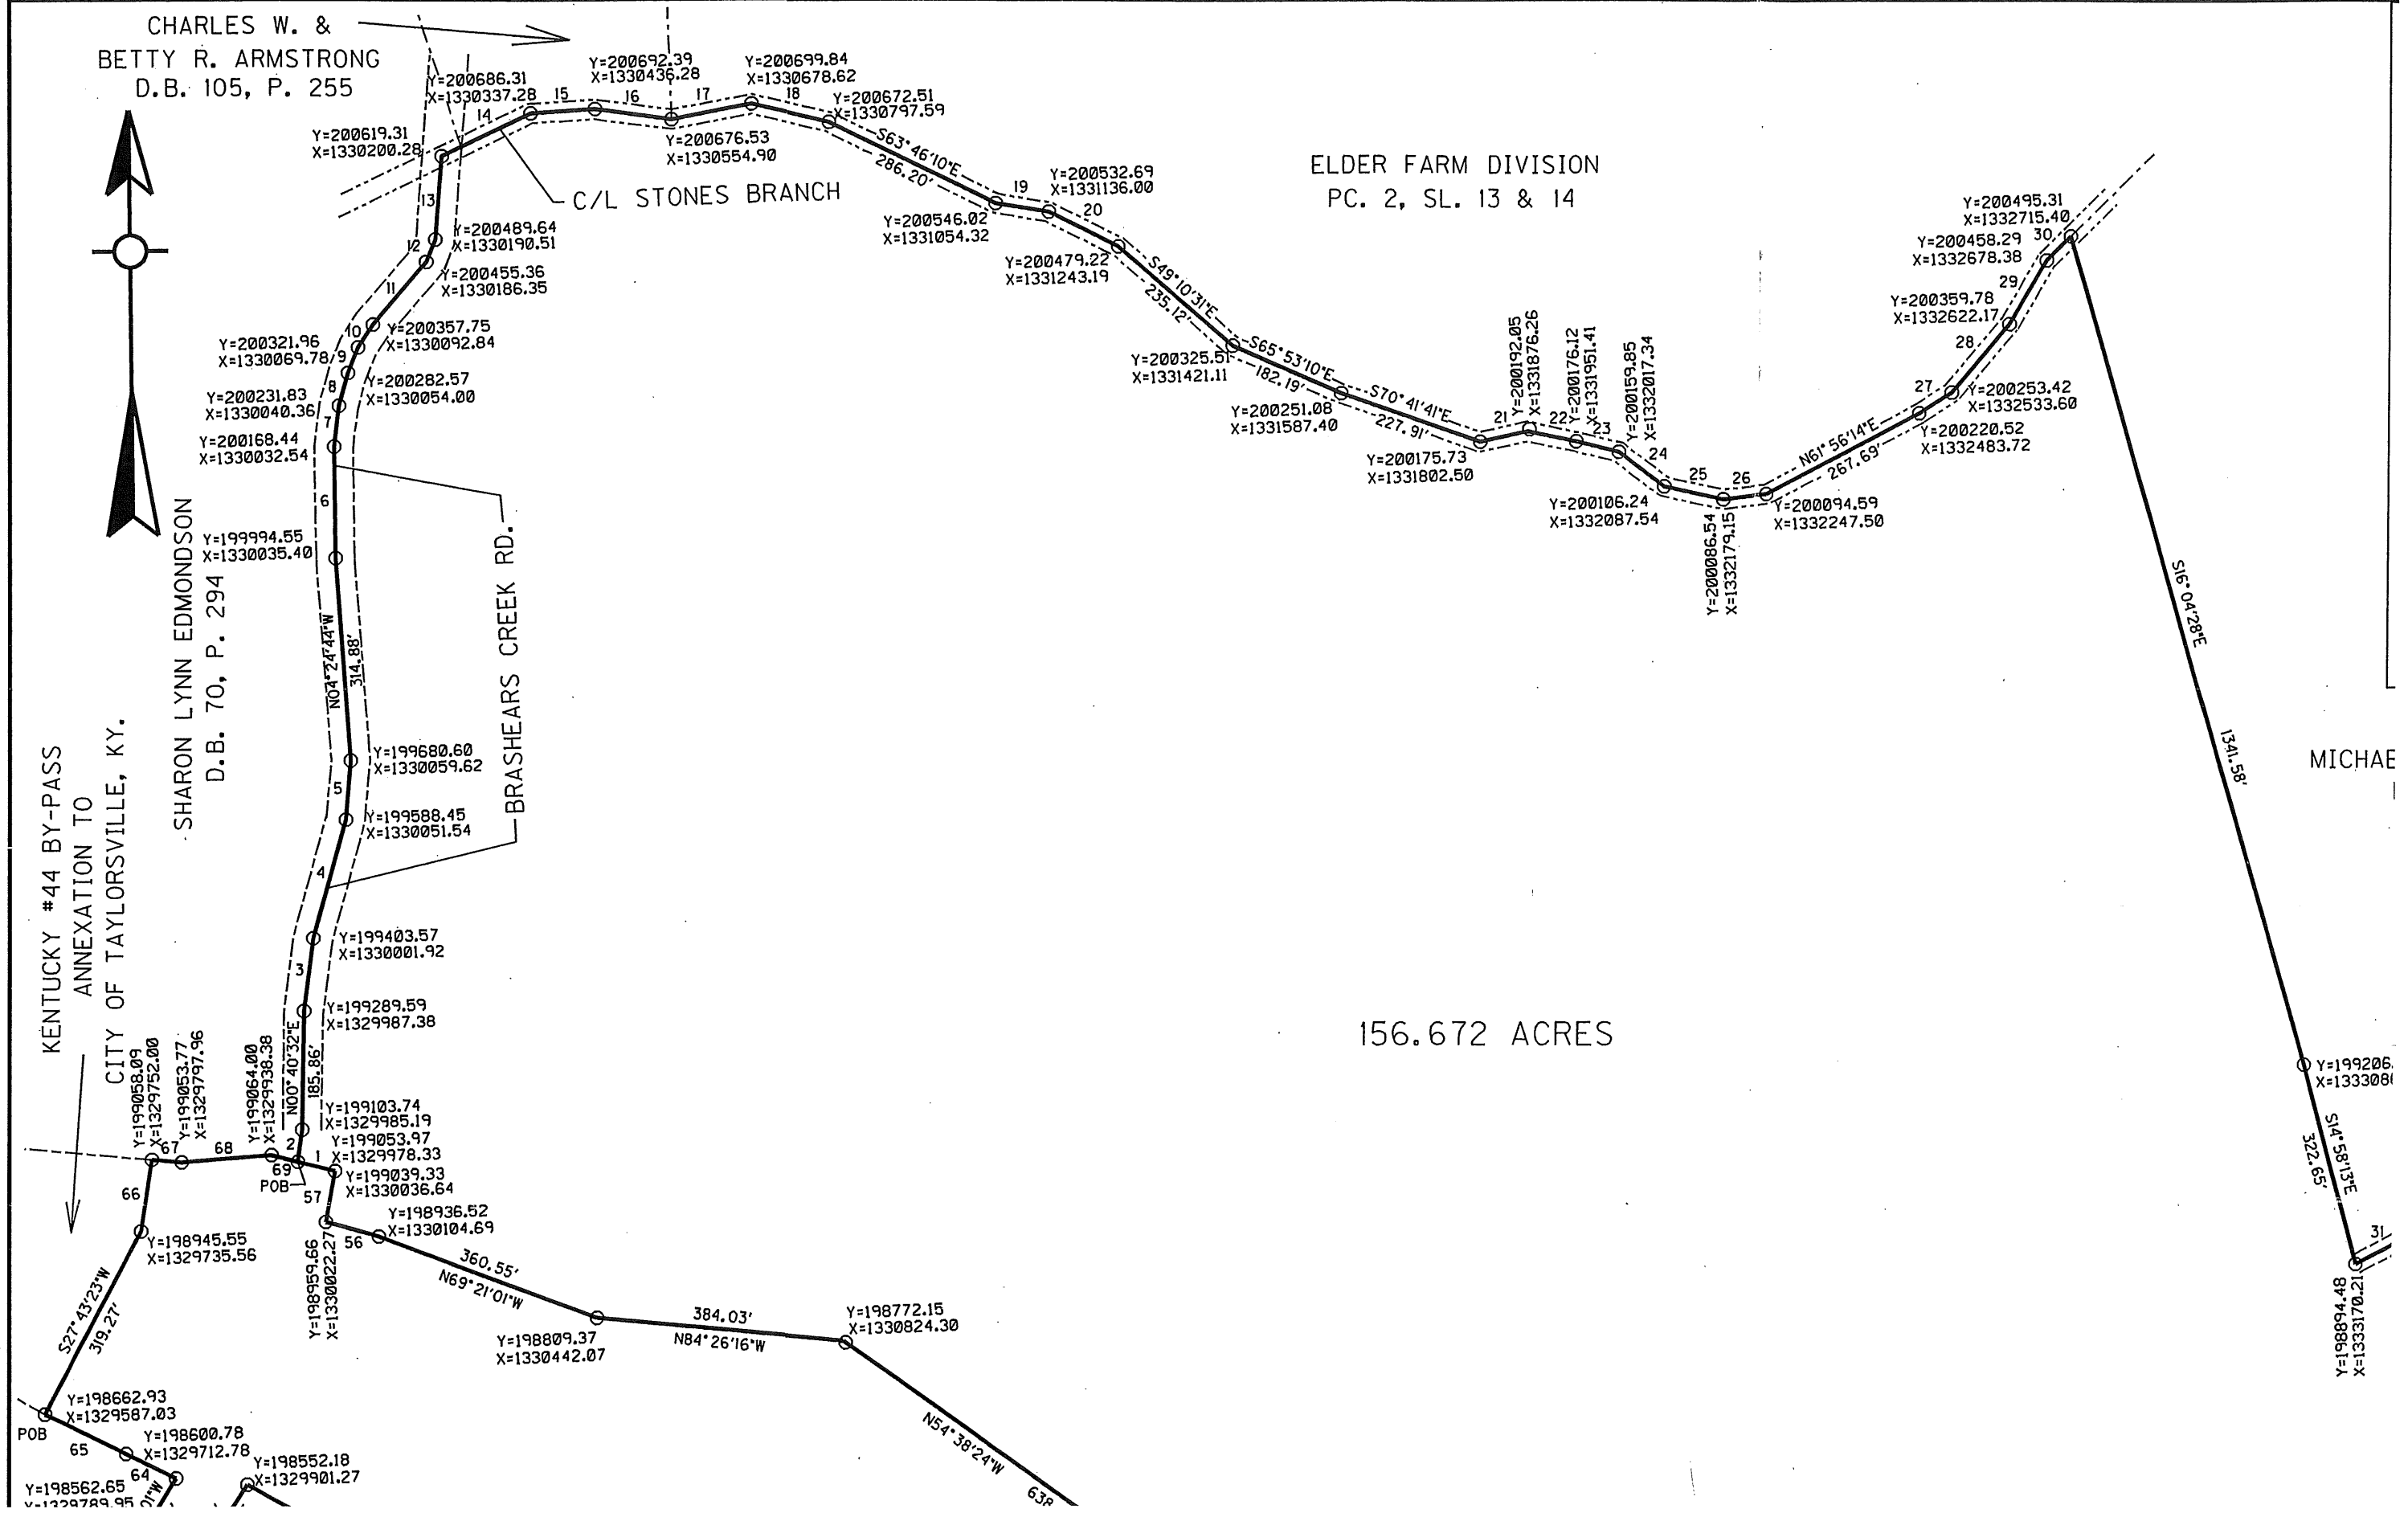 CHARLES W. &
BETTY R. ARMSTRONG
D.B. 105, P. 255
Y=200619.31
X=1330200.28
Y=200686.31
X=1330337.28
14
15
Y=200692.39
X=1330436.28
16
17
Y=200676.53
X=1330554.90
Y=200699.84
X=1330678.62
18
Y=200672.51
X=1330797.59
C/L STONES BRANCH
S63°46'10"E
286.20'
Y=200546.02
X=1331054.32
19
Y=200532.69
X=1331136.00
20
Y=200479.22
X=1331243.19
S49°10'31"E
235.12'
ELDER FARM DIVISION
PC. 2, SL. 13 & 14
Y=200325.51
X=1331421.11
S65°53'10"E
182.19'
Y=200251.08
X=1331587.40
S70°41'41"E
227.91'
Y=200175.73
X=1331802.50
21
Y=200192.05
X=1331876.26
22
Y=200176.12
X=1331951.41
23
Y=200159.85
X=1332017.34
24
Y=200106.24
X=1332087.54
25
Y=200086.54
X=1332179.15
26
Y=200094.59
X=1332247.50
N61°56'14"E
267.69'
27
Y=200220.52
X=1332483.72
Y=200253.42
X=1332533.60
28
Y=200359.78
X=1332622.17
29
Y=200458.29
X=1332678.38
30
Y=200495.31
X=1332715.40
S16°04'28"E
1341.58'
MICHAE
Y=199206.
X=133308
S14°58'13"E
322.65'
31
Y=198894.48
X=1333170.21
13
12
Y=200489.64
X=1330190.51
Y=200455.36
X=1330186.35
11
10
Y=200357.75
X=1330092.84
Y=200321.96
X=1330069.78
9
8
Y=200282.57
X=1330054.00
Y=200231.83
X=1330040.36
7
Y=200168.44
X=1330032.54
6
Y=199994.55
X=1330035.40
SHARON LYNN EDMONDSON
D.B. 70, P. 294
N04°24'44"W
314.88'
BRASHEARS CREEK RD.
Y=199680.60
X=1330059.62
5
Y=199588.45
X=1330051.54
4
KENTUCKY #44 BY-PASS
ANNEXATION TO
CITY OF TAYLORSVILLE, KY.
Y=199403.57
X=1330001.92
3
Y=199289.59
X=1329987.38
N00°40'32"E
185.86'
156.672 ACRES
Y=199058.09
X=1329752.00
Y=199053.77
X=1329797.96
Y=199064.00
X=1329938.38
Y=199103.74
X=1329985.19
2
1
Y=199053.97
X=1329978.33
Y=199039.33
X=1330036.64
67
68
69
POB
57
66
Y=198945.55
X=1329735.56
Y=198936.52
X=1330104.69
56
Y=198959.66
X=1330022.27
360.55'
N69°21'01"W
Y=198809.37
X=1330442.07
384.03'
N84°26'16"W
Y=198772.15
X=1330824.30
N54°38'24"W
638
S27°43'23"W
319.27'
Y=198662.93
X=1329587.03
POB
65
Y=198600.78
X=1329712.78
64
Y=198552.18
X=1329901.27
Y=198562.65
X=1329789.95
01"W